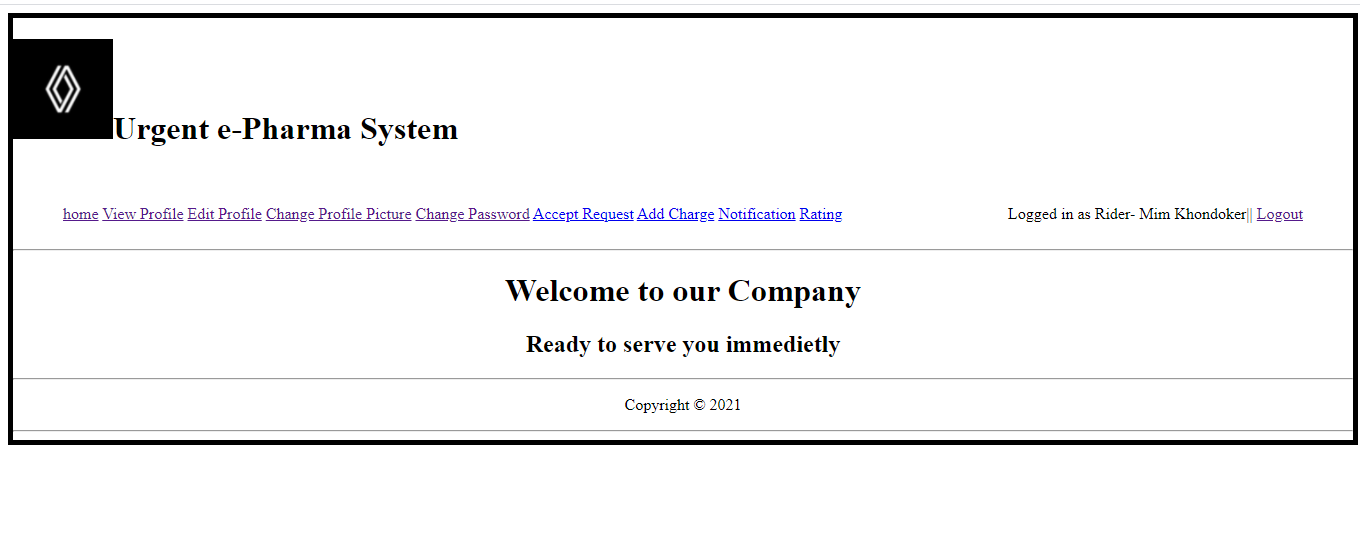 Urgent e-Pharma System
home View Profile Edit Profile Change Profile Picture Change Password Accept Request Add Charge Notification Rating Logged in as Rider- Mim Khondoker|| Logout
Welcome to our Company
Ready to serve you immedietly
Copyright © 2021